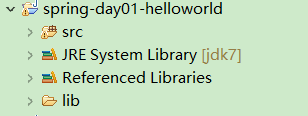 spring-day01-helloworld
src
JRE System Library [jdk7]
Referenced Libraries
lib